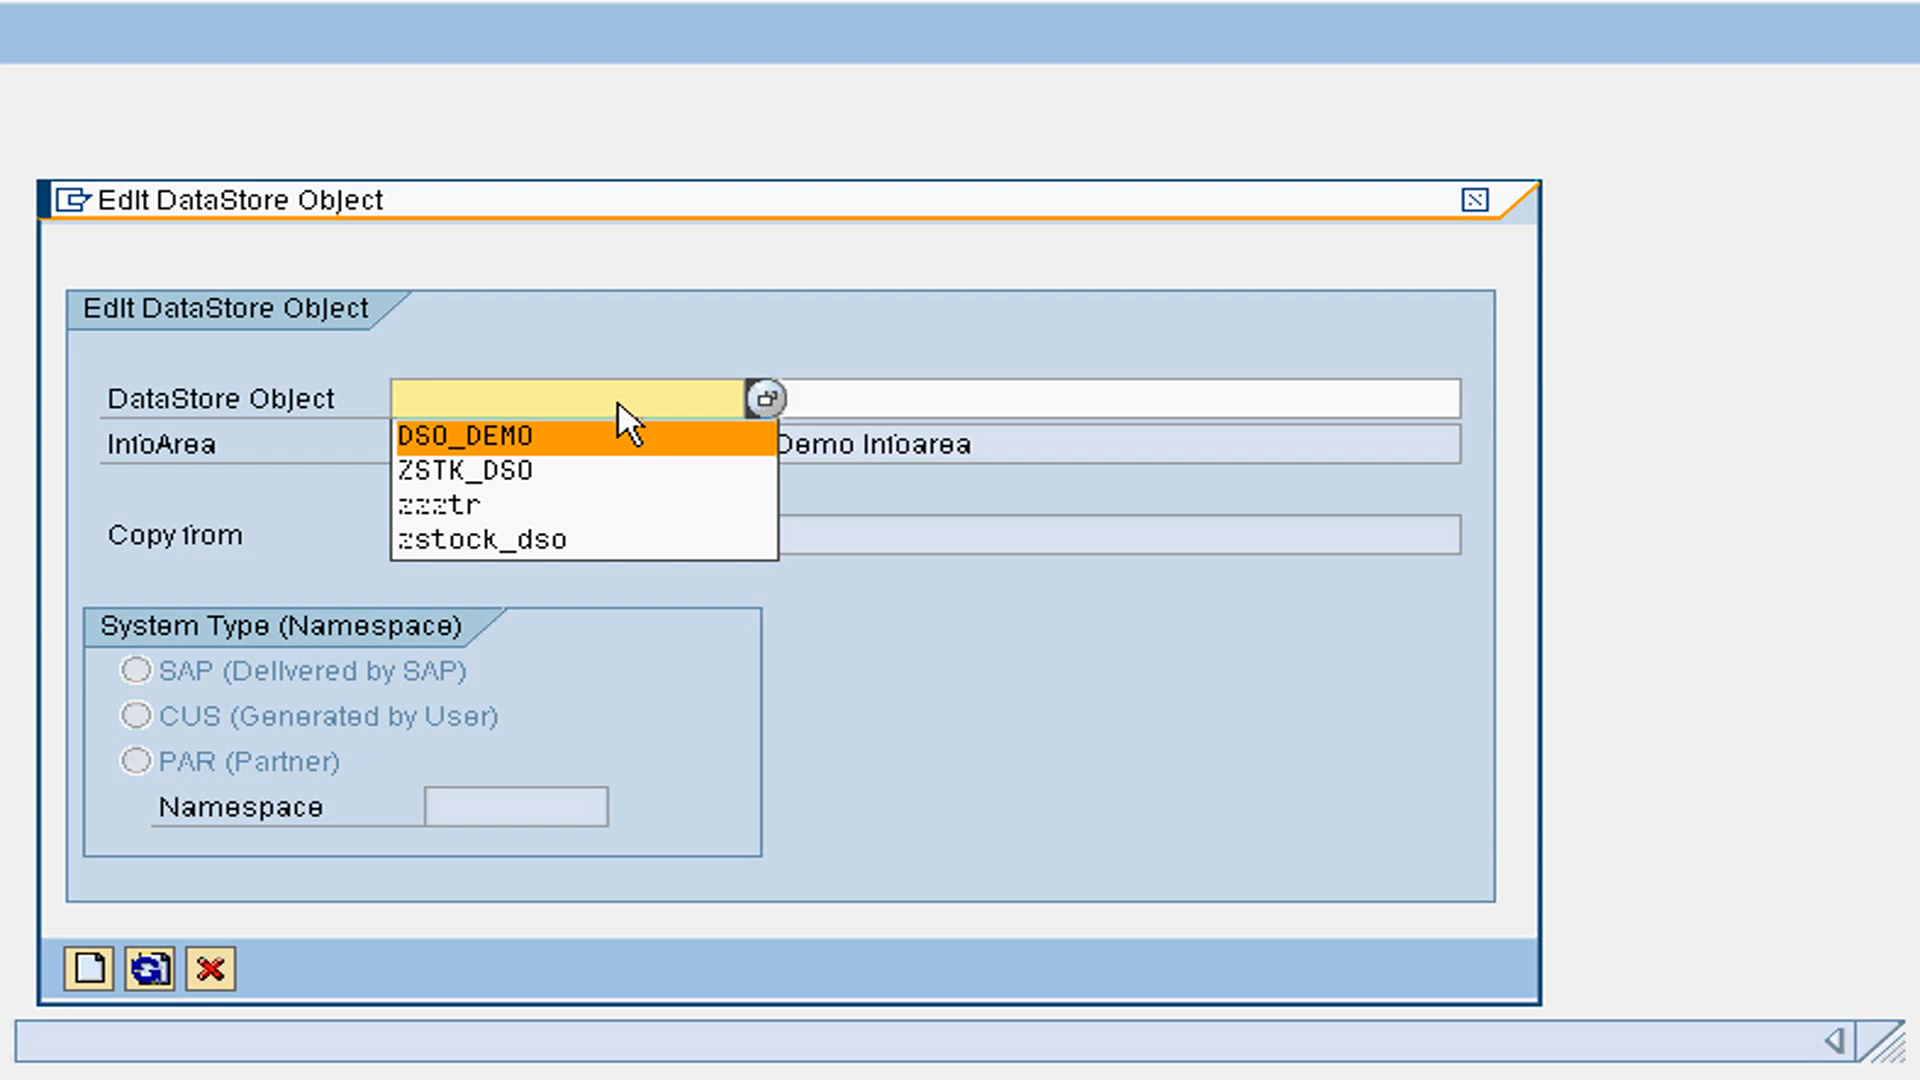 Edit DataStore Object
Edit DataStore Object
DataStore Object
DSO_DEMO
InfoArea
Demo Infoarea
ZSTK_DSO
zzztr
Copy from
zstock_dso
System Type (Namespace)
SAP (Delivered by SAP)
CUS (Generated by User)
PAR (Partner)
Namespace